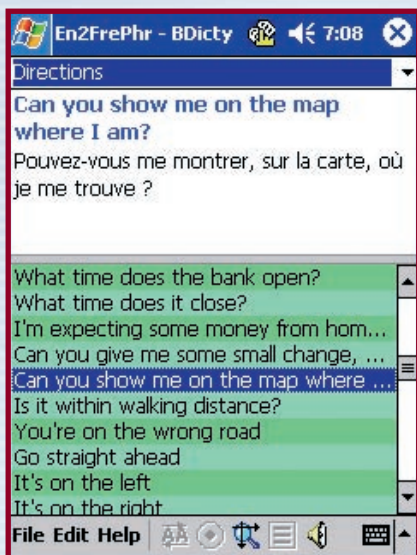 En2FrePhr - BDicty 7:08
Directions
Can you show me on the map
where I am?
Pouvez-vous me montrer, sur la carte, où
je me trouve ?
What time does the bank open?
What time does it close?
I'm expecting some money from hom...
Can you give me some small change, ...
Can you show me on the map where ...
Is it within walking distance?
You're on the wrong road
Go straight ahead
It's on the left
It's on the right
File Edit Help